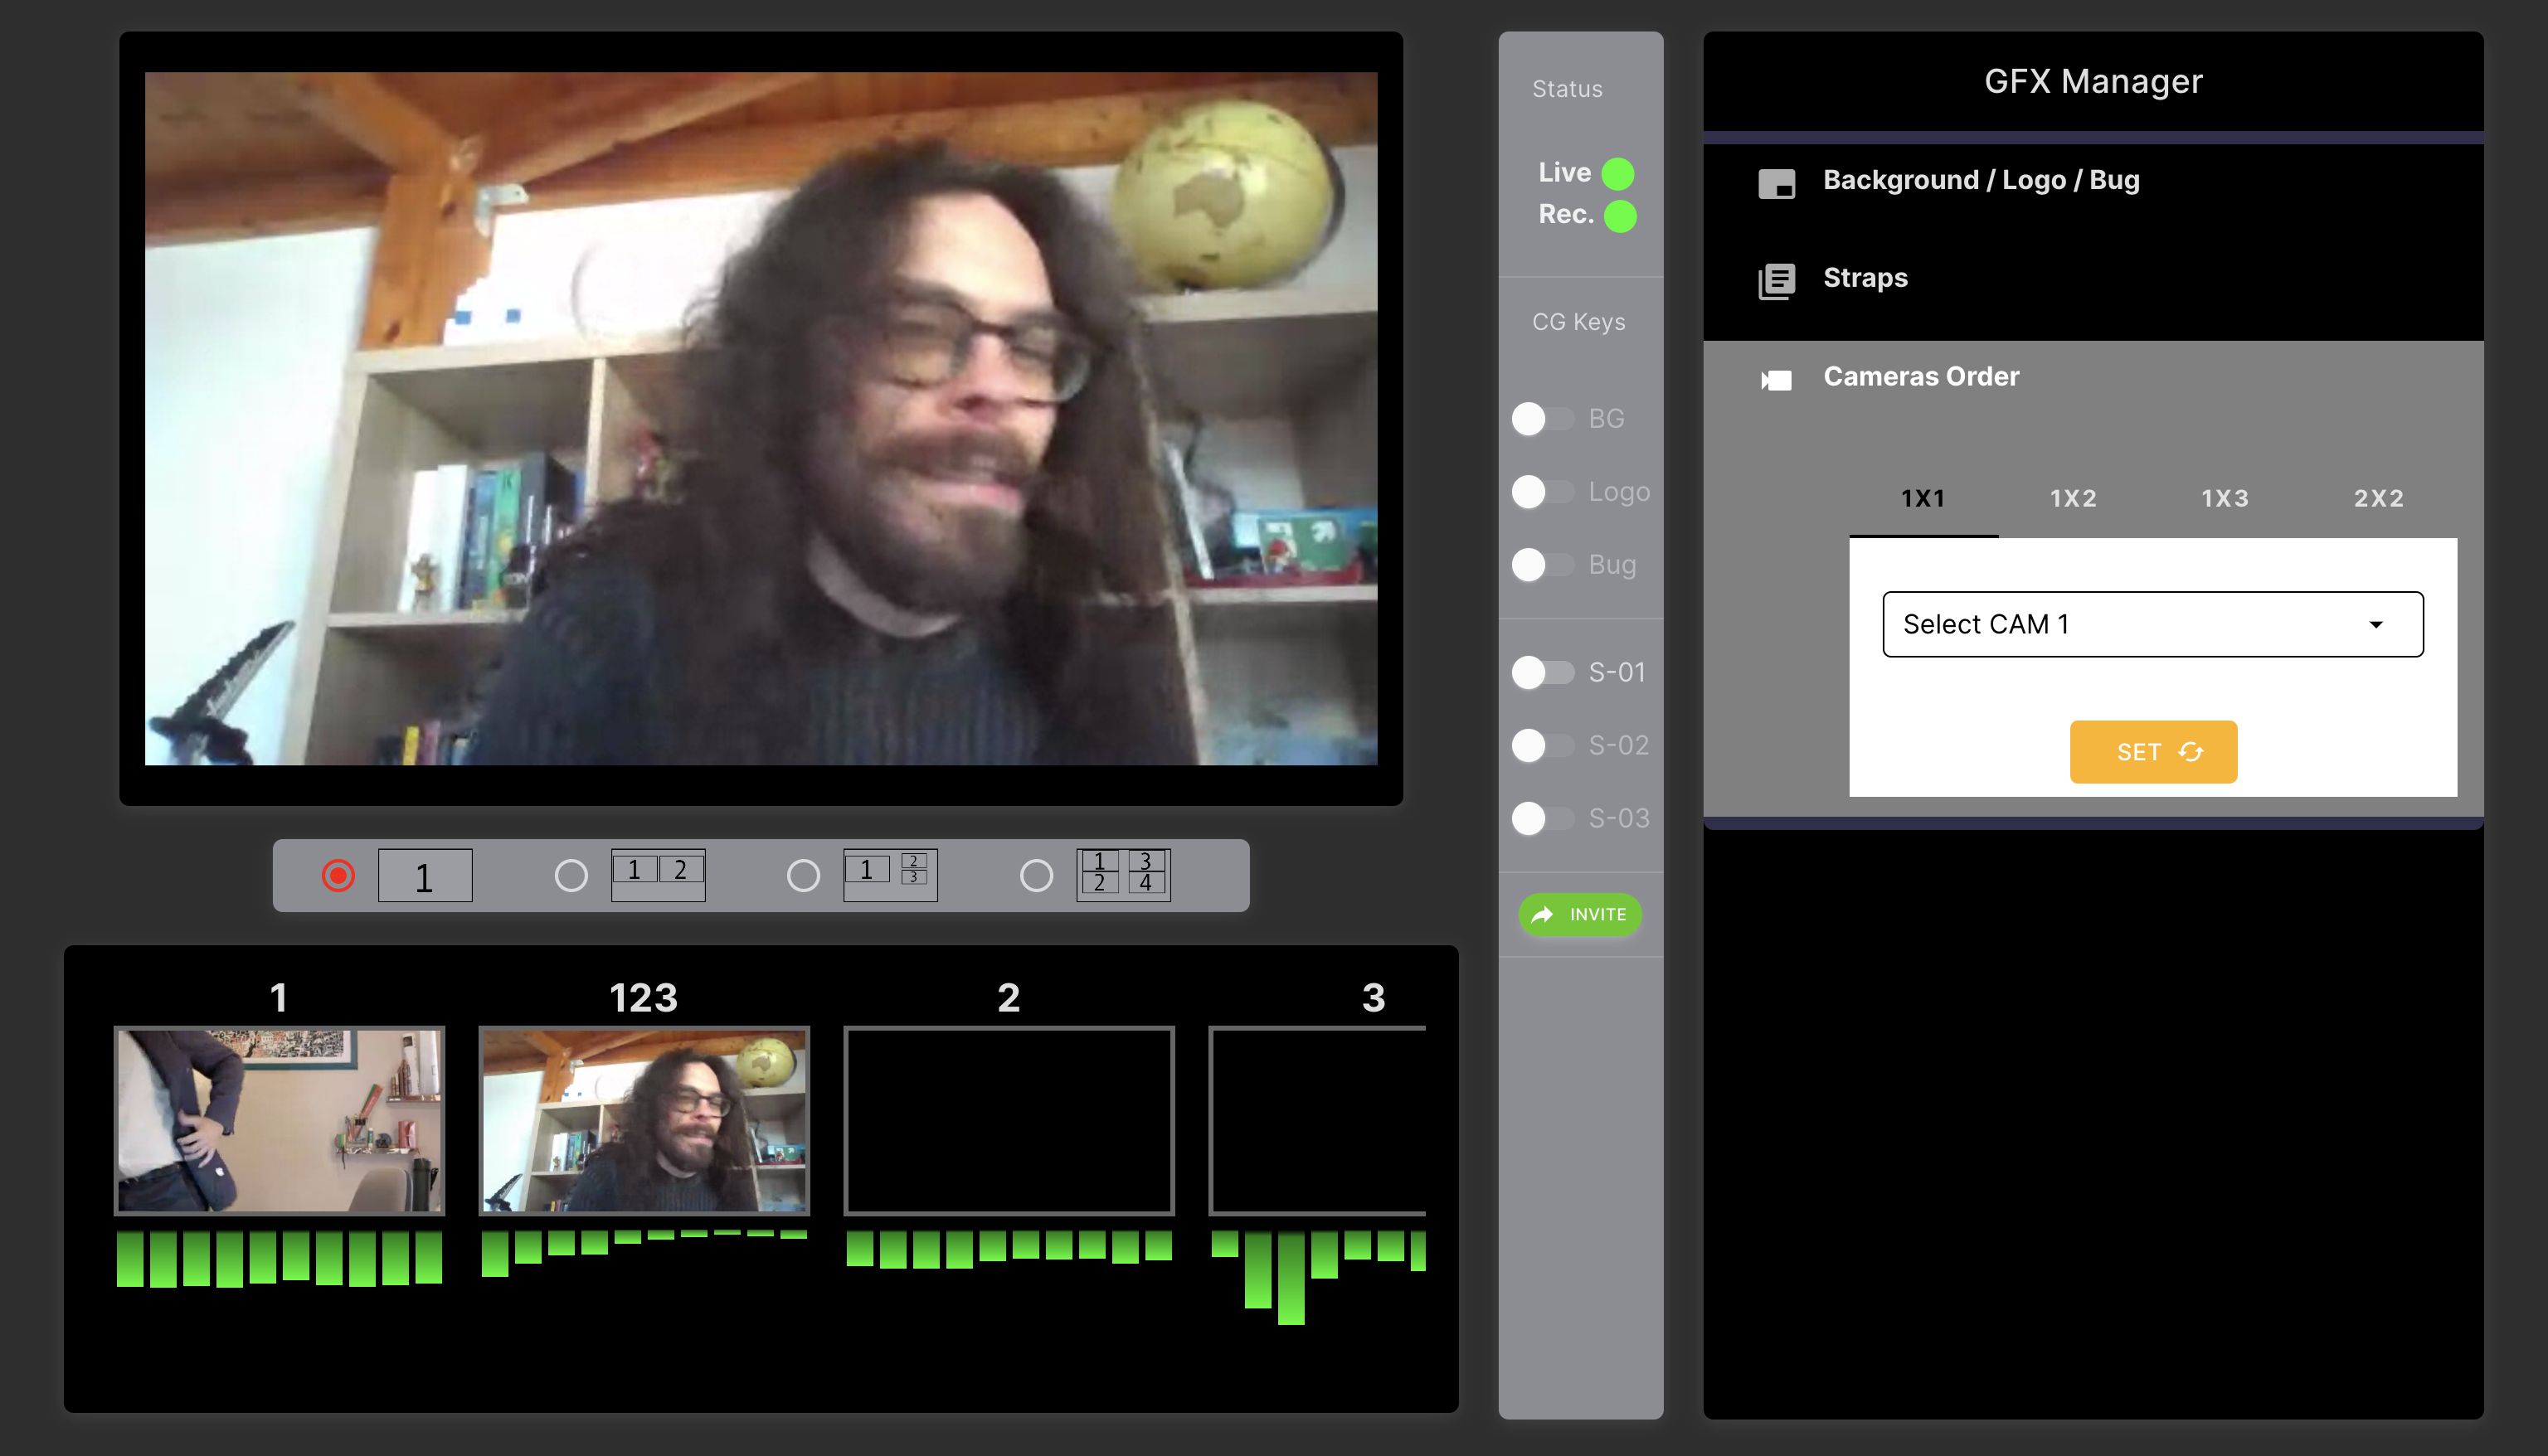 Status
Live
Rec.
CG Keys
BG
Logo
Bug
S-01
S-02
S-03
INVITE
GFX Manager
Background / Logo / Bug
Straps
Cameras Order
1X1 1X2 1X3 2X2
Select CAM 1
SET
1
1 2
1 2
3
1 3
2 4
1 123 2 3